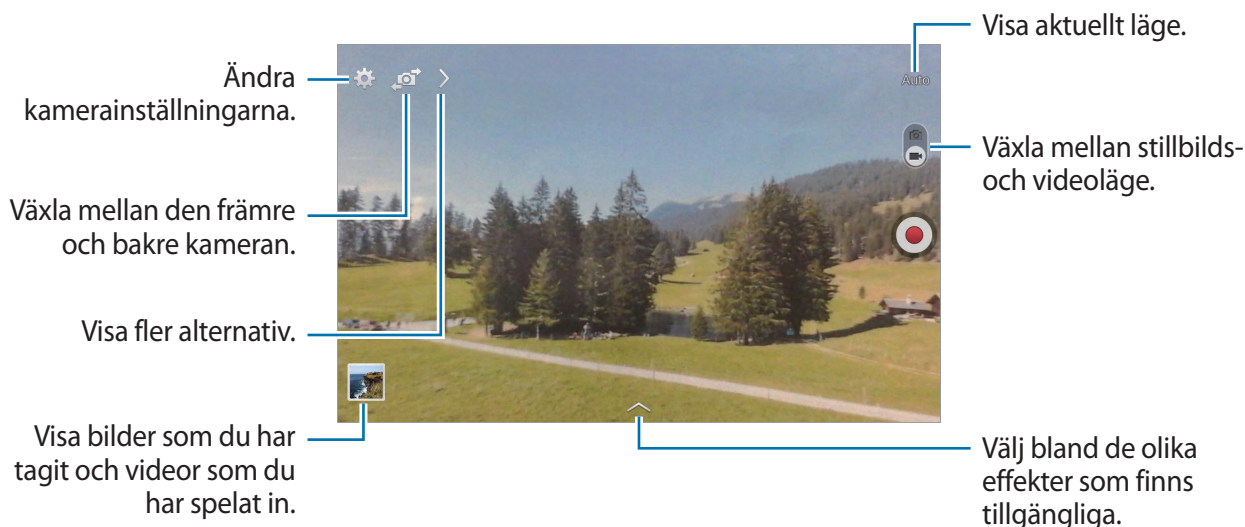 Visa aktuellt läge.
Ändra
kamerainställningarna.
Auto
Växla mellan stillbilds-
och videoläge.
Växla mellan den främre
och bakre kameran.
Visa fler alternativ.
Visa bilder som du har
tagit och videor som du
har spelat in.
Välj bland de olika
effekter som finns
tillgängliga.